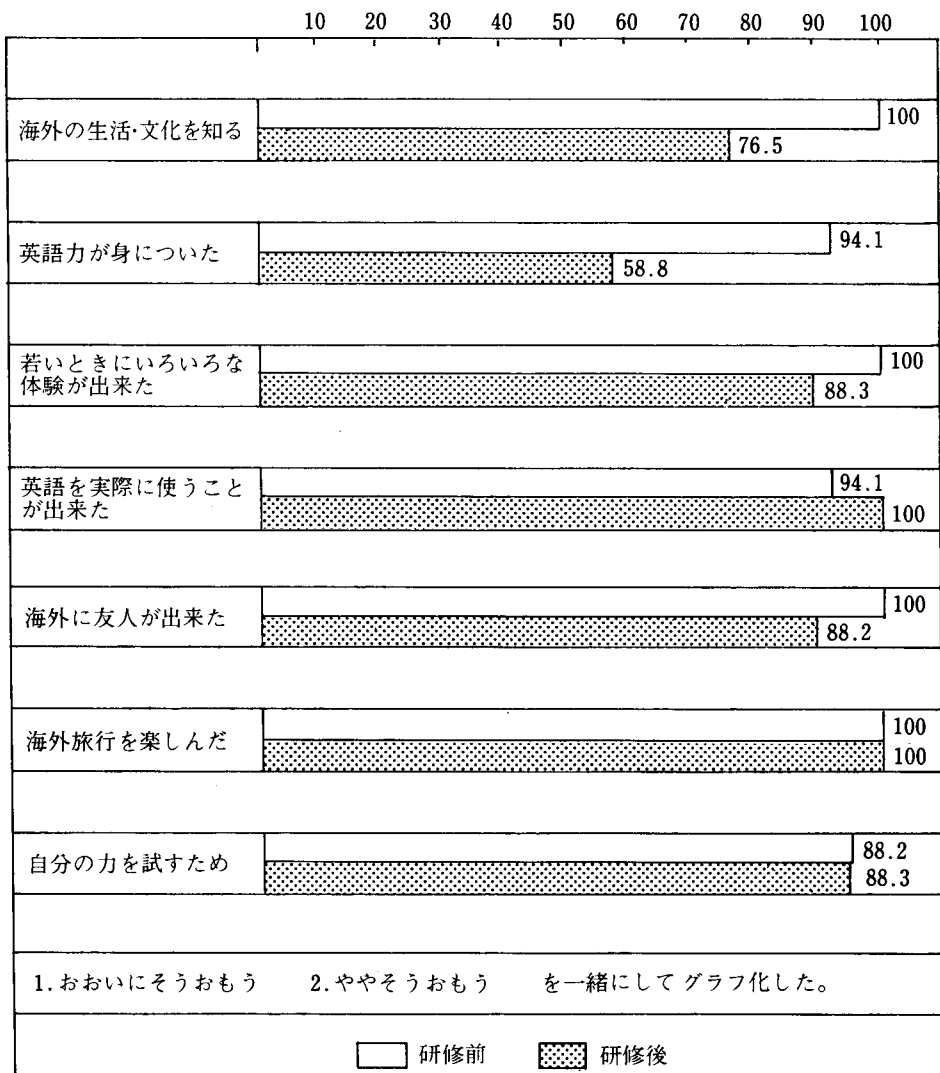 10 20 30 40 50 60 70 80 90 100
海外の生活・文化を知る
100
76.5
英語力が身についた
94.1
58.8
若いときにいろいろな
体験が出来た
100
88.3
英語を実際に使うこと
が出来た
94.1
100
海外に友人が出来た
100
88.2
海外旅行を楽しんだ
100
100
自分の力を試すため
88.2
88.3
1.おおいにそうおもう 2.ややそうおもう を一緒にしてグラフ化した。
研修前 研修後